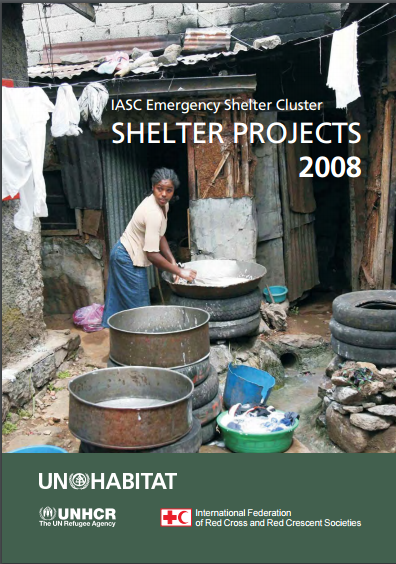 IASC Emergency Shelter Cluster
SHELTER PROJECTS
2008
UN HABITAT
UNHCR
The UN Refugee Agency
International Federation
of Red Cross and Red Crescent Societies